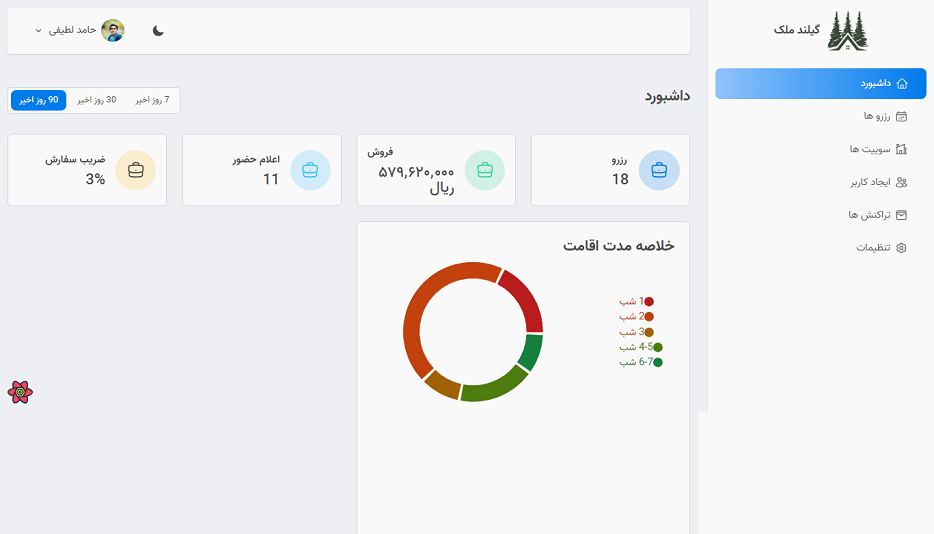 گیلند ملک
داشبورد
رزرو ها
سوییت ها
ایجاد کاربر
تراکنش ها
تنظیمات
حامد لطیفی
داشبورد
7 روز اخیر
30 روز اخیر
90 روز اخیر
رزرو
18
فروش
۵۷۹,۶۲۰,۰۰۰
ریال
اعلام حضور
11
ضریب سفارش
3%
خلاصه مدت اقامت
1 شب
2 شب
3 شب
4-5 شب
6-7 شب